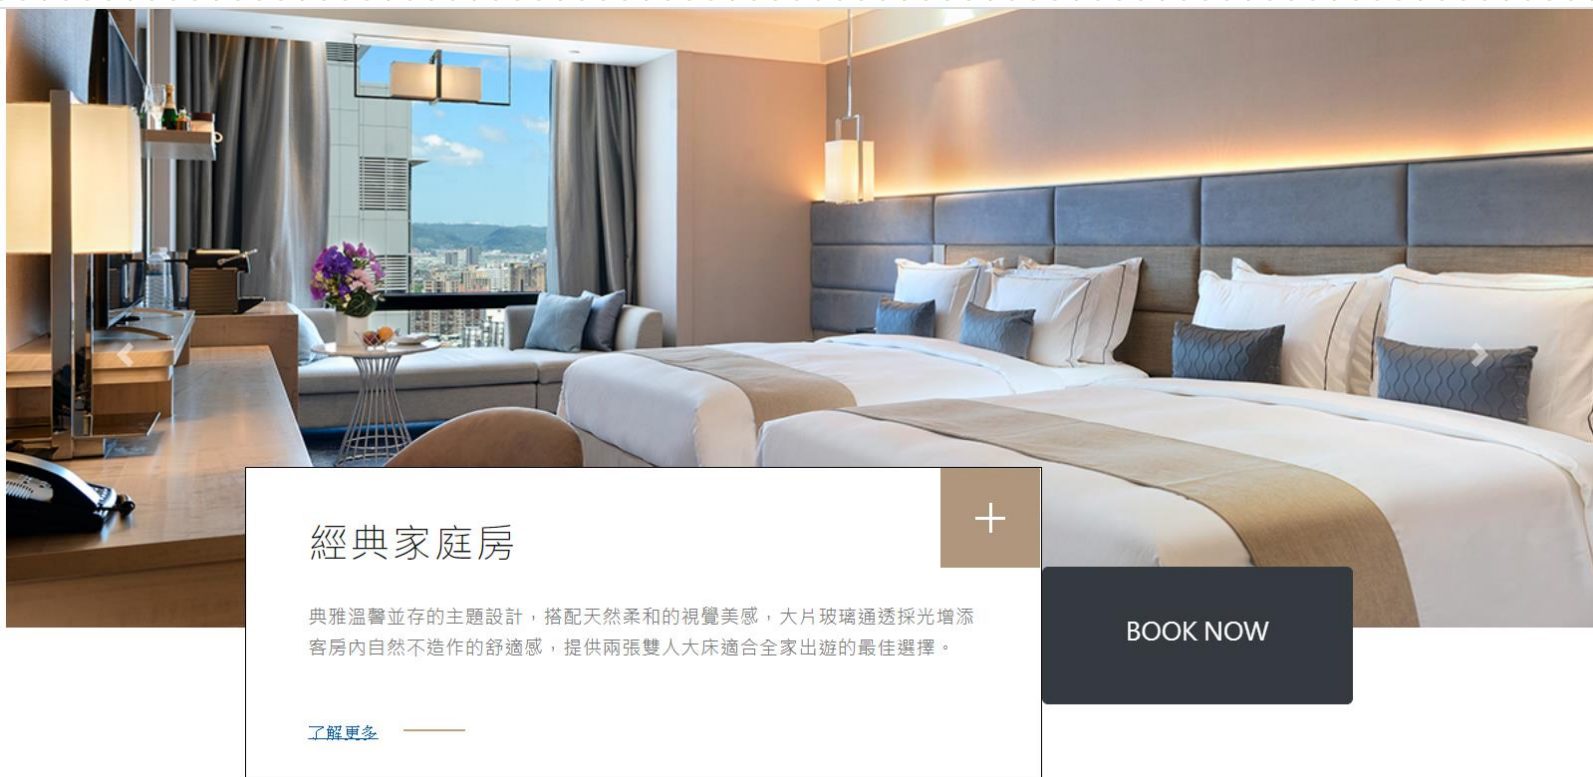 經典家庭房
典雅溫馨並存的主題設計，搭配天然柔和的視覺美感，大片玻璃通透採光增添
客房內自然不造作的舒適感，提供兩張雙人大床適合全家出遊的最佳選擇。
BOOK NOW
了解更多